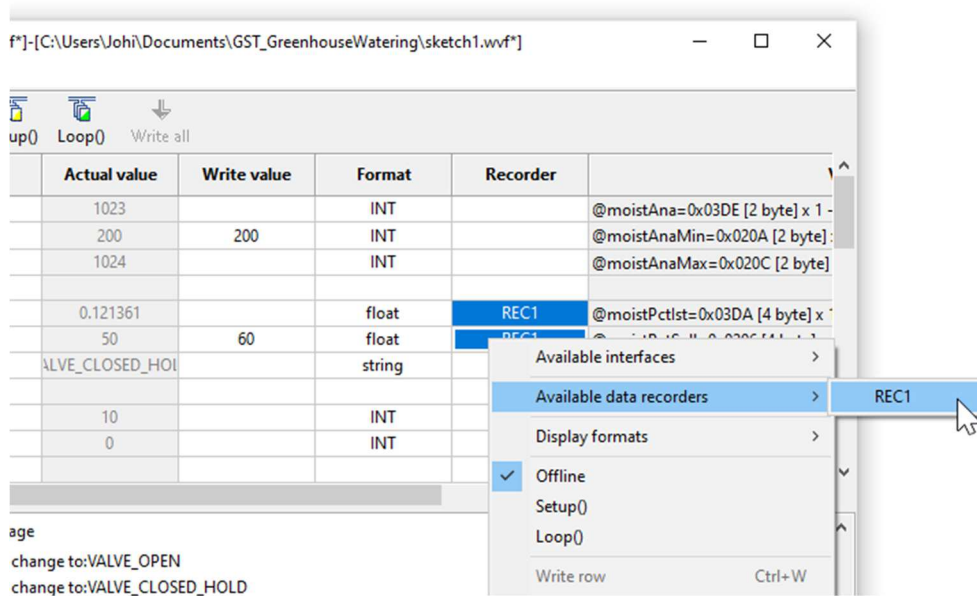 f*]-[C:\Users\Johi\Documents\GST_GreenhouseWatering\sketch1.wvf*]
up() Loop() Write all
Actual value Write value Format Recorder
1023 INT @moistAna=0x03DE [2 byte] x 1 -
200 200 INT @moistAnaMin=0x020A [2 byte]
1024 INT @moistAnaMax=0x020C [2 byte]
0.121361 float REC1 @moistPctIst=0x03DA [4 byte] x 1
50 60 float REC1
ALVE_CLOSED_HOL string
10 INT
0 INT
Available interfaces
Available data recorders REC1
Display formats
Offline
Setup()
Loop()
Write row Ctrl+W
age
change to:VALVE_OPEN
change to:VALVE_CLOSED_HOLD